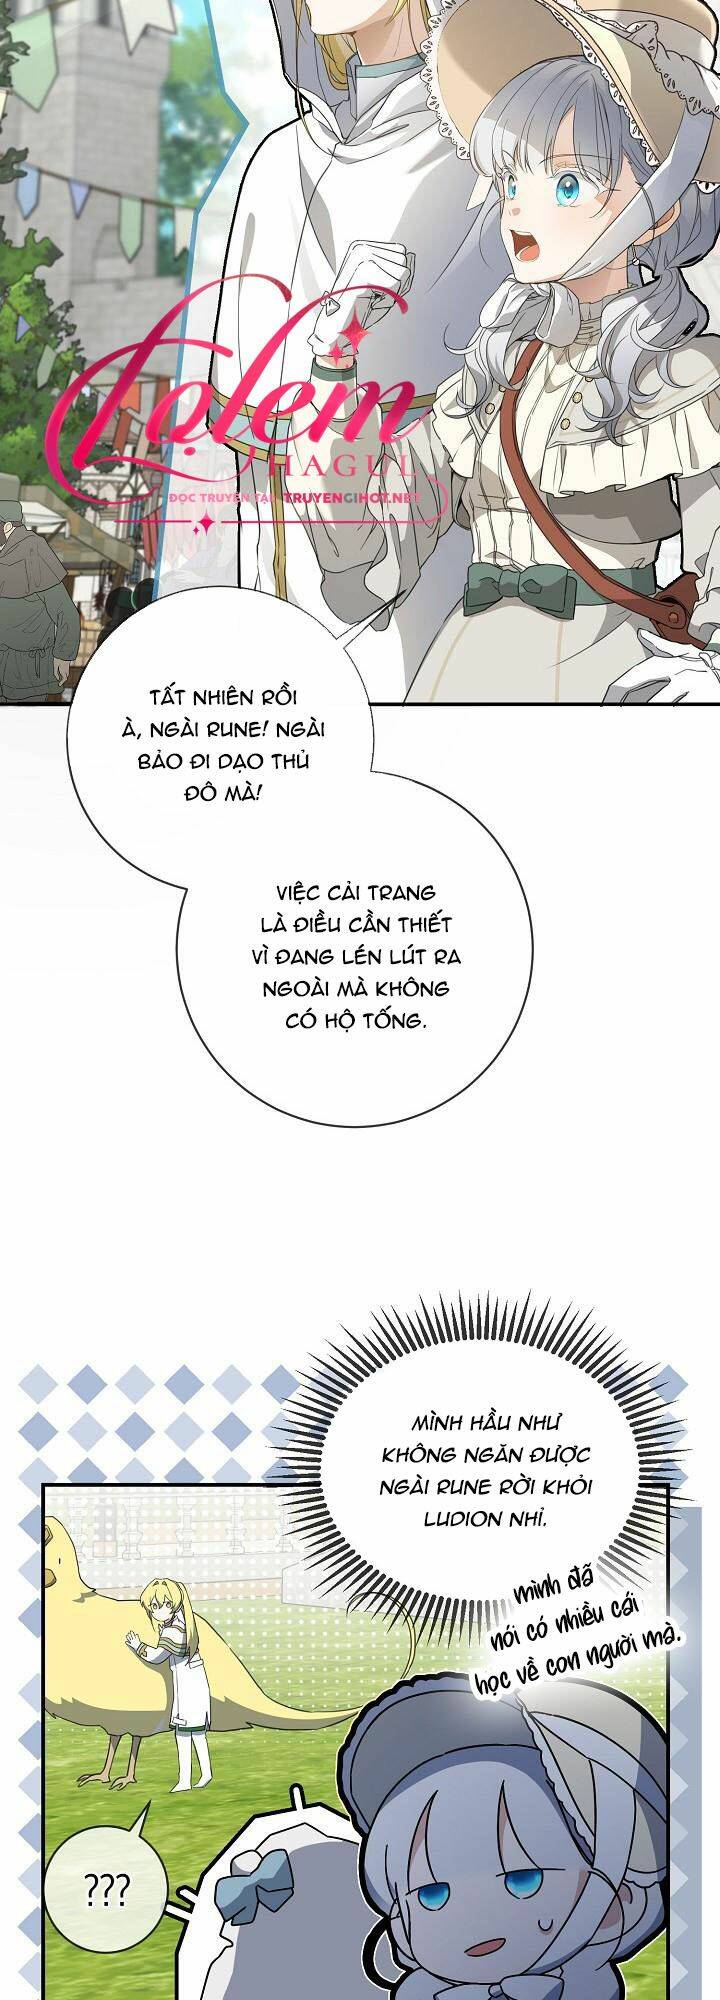 Lọlem
HAGUL
ĐỌC TRUYỆN TẠI TRUYENGIHOT.NET
TẤT NHIÊN RỒI
À, NGÀI RUNE! NGÀI
BẢO ĐI DẠO THỦ
ĐÔ MÀ!
VIỆC CẢI TRANG
LÀ ĐIỀU CẦN THIẾT
VÌ ĐANG LÉN LÚT RA
NGOÀI MÀ KHÔNG
CÓ HỘ TỐNG.
MÌNH HẦU NHƯ
KHÔNG NGĂN ĐƯỢC
NGÀI RUNE RỜI KHỎI
LUDION NHỈ.
mình đã
nói có nhiều cái
học về con người mà.
???